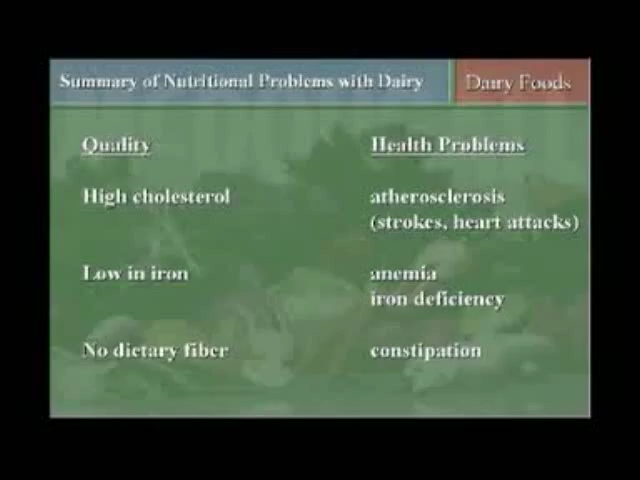 Summary of Nutritional Problems with Dairy
Dairy Foods
Quality
Health Problems
High cholesterol
atherosclerosis
(strokes, heart attacks)
Low in iron
anemia
iron deficiency
No dietary fiber
constipation